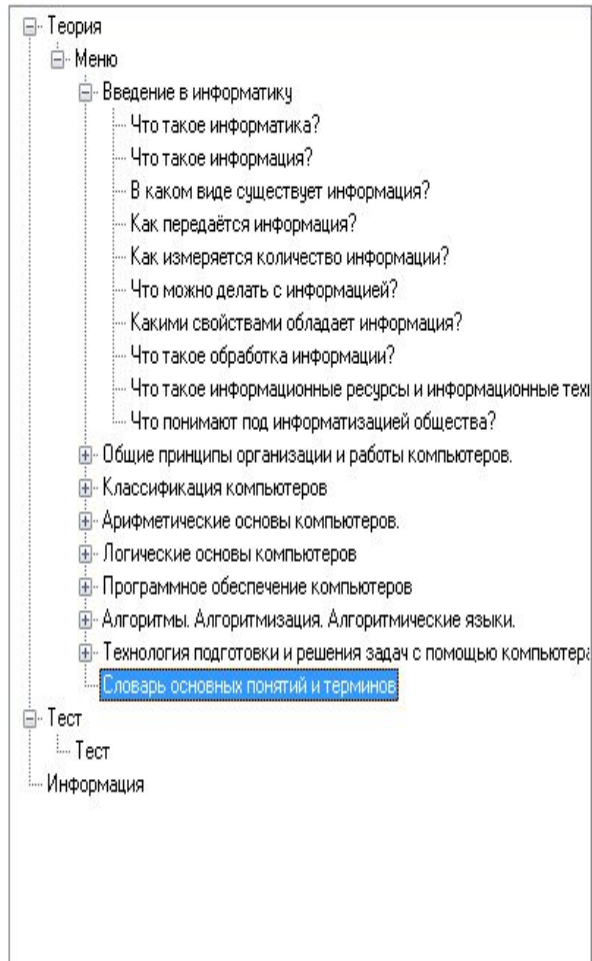 Теория
Меню
Введение в информатику
Что такое информатика?
Что такое информация?
В каком виде существует информация?
Как передаётся информация?
Как измеряется количество информации?
Что можно делать с информацией?
Какими свойствами обладает информация?
Что такое обработка информации?
Что такое информационные ресурсы и информационные тех
Что понимают под информатизацией общества?
Общие принципы организации и работы компьютеров.
Классификация компьютеров
Арифметические основы компьютеров.
Логические основы компьютеров
Программное обеспечение компьютеров
Алгоритмы. Алгоритмизация. Алгоритмические языки.
Технология подготовки и решения задач с помощью компьютера
Словарь основных понятий и терминов
Тест
Тест
Информация